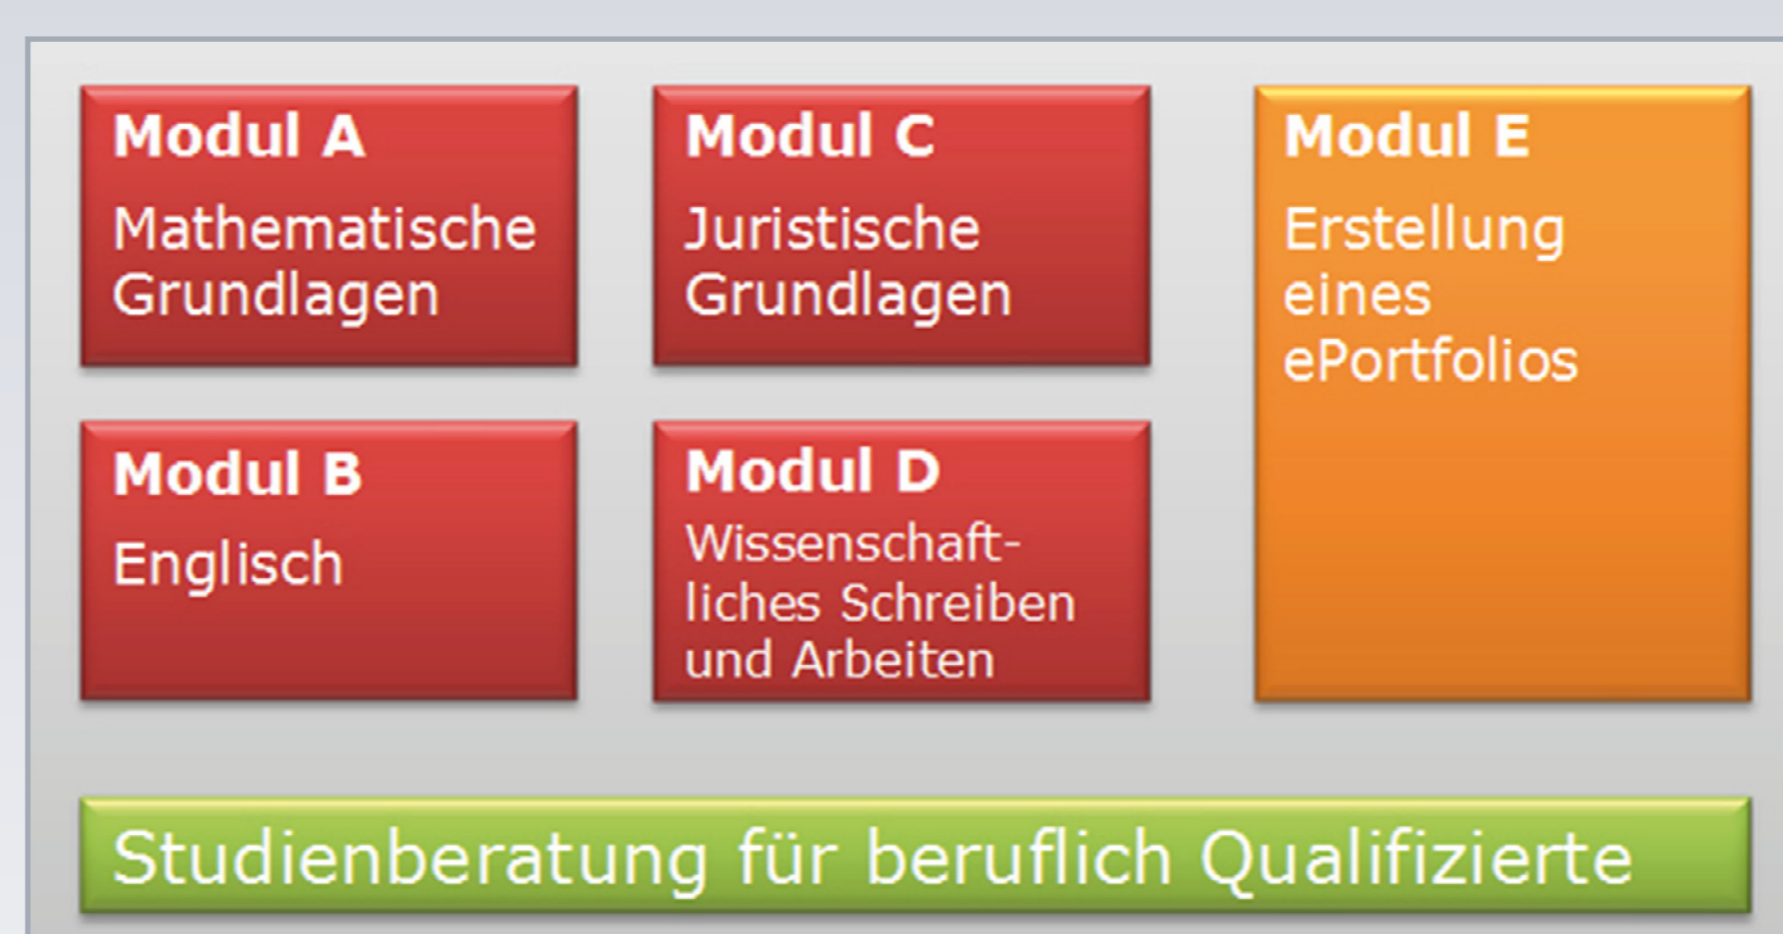 Modul A
Mathematische
Grundlagen
Modul B
Englisch
Modul C
Juristische
Grundlagen
Modul D
Wissenschaft-
liches Schreiben
und Arbeiten
Modul E
Erstellung
eines
ePortfolios
Studienberatung für beruflich Qualifizierte